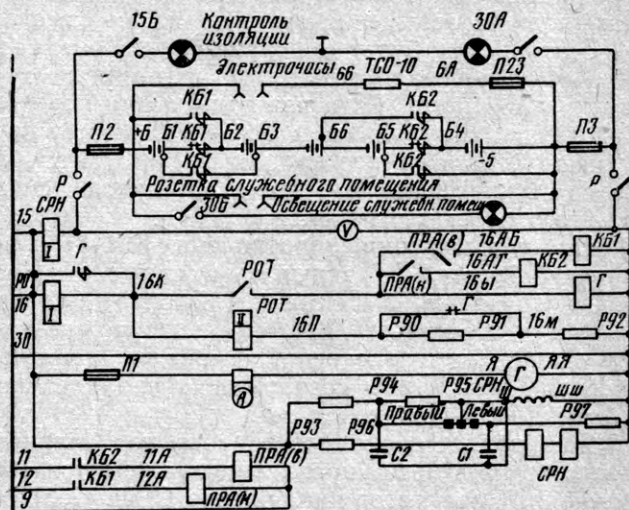 15Б Контроль изоляции 30А
Электрочасы 66 ТСО-10 6А П23
КБ1 КБ2
П2 +Б Б1 КБ1 Б2 Б3 Б6 Б5 КБ2 Б4 -Б П3
КБ1 КБ2
Розетка служебного помещения
Р 30Б Освещение служебн. помещ. Р
15 СРН V
I ПРА(в) 16АБ КБ1
РО Г 16К РОТ 16АГ КБ2
16 ПРА(н) 16Ы Г
I РОТ
II 16П Г
30 Р90 Р91 16М Р92
П1 А Я Г ЯЯ
Р94 Р95 СРН III ШШ
Правый Левый
Р93 Р96 Р97
С2 С1
СРН
11 КБ2 11А ПРА(в)
12 КБ1 12А ПРА(н)
9